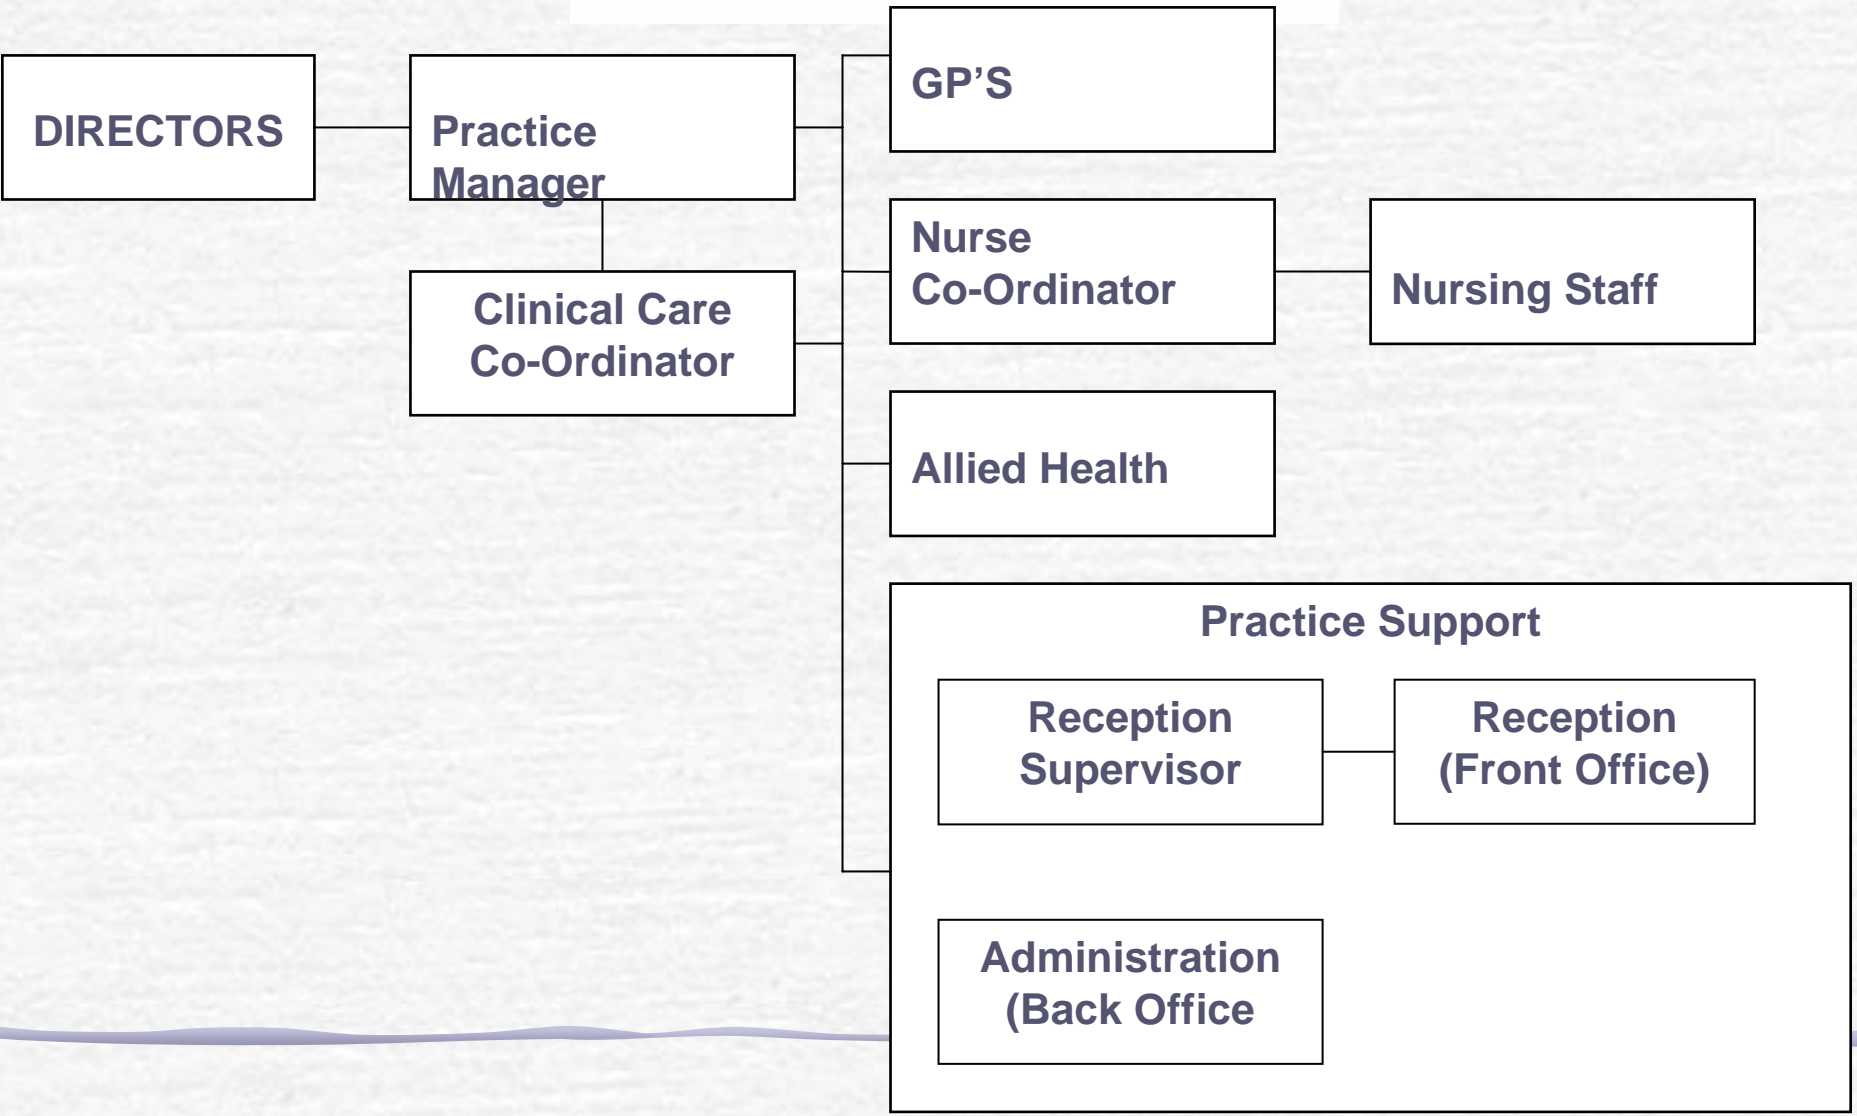 DIRECTORS
Practice
Manager
Clinical Care
Co-Ordinator
GP’S
Nurse
Co-Ordinator
Nursing Staff
Allied Health
Practice Support
Reception
Supervisor
Reception
(Front Office)
Administration
(Back Office